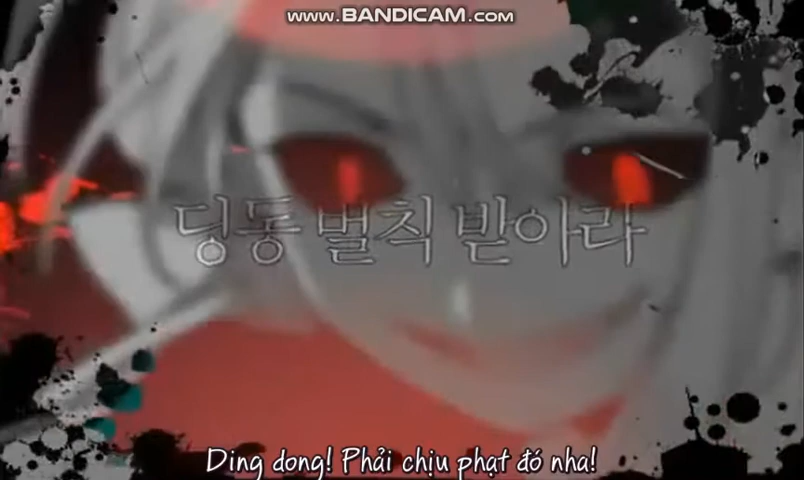 www.BANDICAM.com
딩동 벌칙 받아라
Ding dong! Phải chịu phạt đó nha!